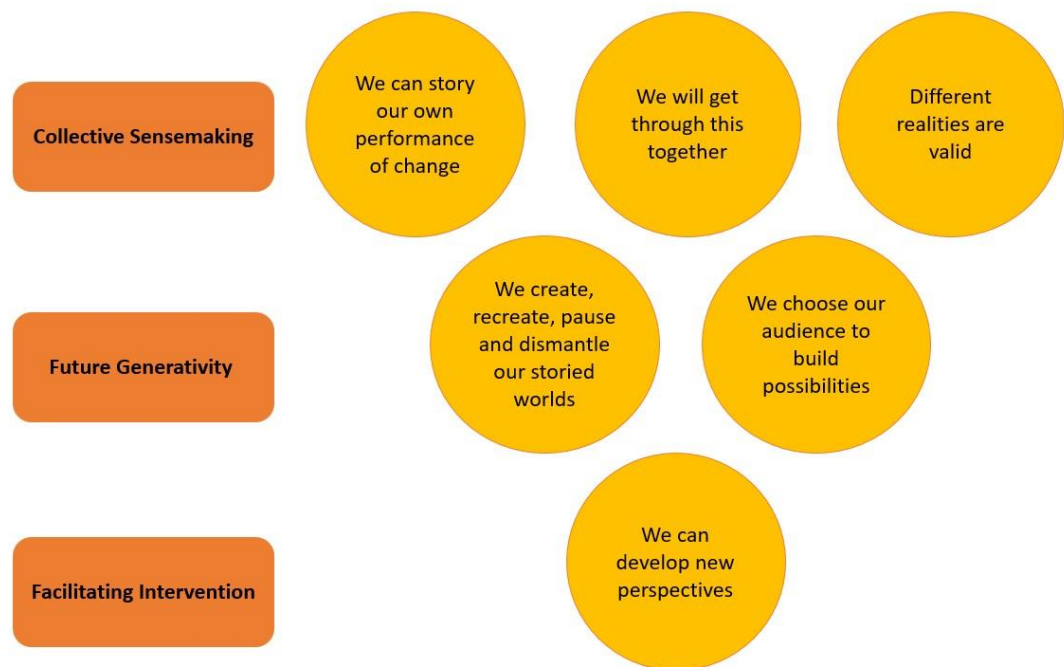 Collective Sensemaking
We can story
our own
performance
of change
We will get
through this
together
Different
realities are
valid
Future Generativity
We create,
recreate, pause
and dismantle
our storied
worlds
We choose our
audience to
build
possibilities
Facilitating Intervention
We can
develop new
perspectives